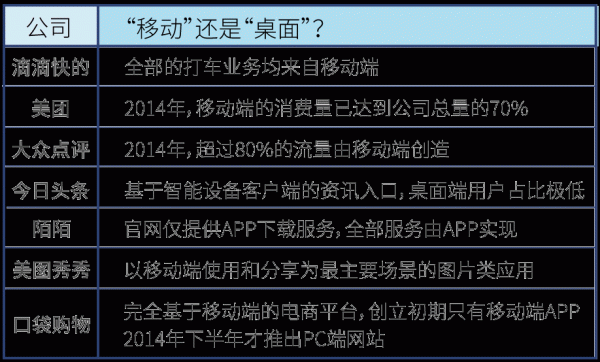 公司 “移动”还是“桌面”？
滴滴快的 全部的打车业务均来自移动端
美团 2014年，移动端的消费量已达到公司总量的70%
大众点评 2014年，超过80%的流量由移动端创造
今日头条 基于智能设备客户端的资讯入口，桌面端用户占比极低
陌陌 官网仅提供APP下载服务，全部服务由APP实现
美图秀秀 以移动端使用和分享为最主要场景的图片类应用
口袋购物 完全基于移动端的电商平台，创立初期只有移动端APP
2014年下半年才推出PC端网站